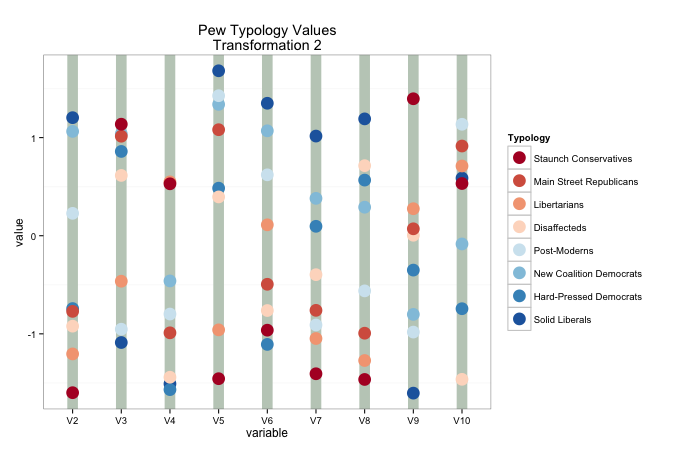 Pew Typology Values
Transformation 2
1
0
-1
value
V2 V3 V4 V5 V6 V7 V8 V9 V10
variable
Typology
Staunch Conservatives
Main Street Republicans
Libertarians
Disaffecteds
Post-Moderns
New Coalition Democrats
Hard-Pressed Democrats
Solid Liberals